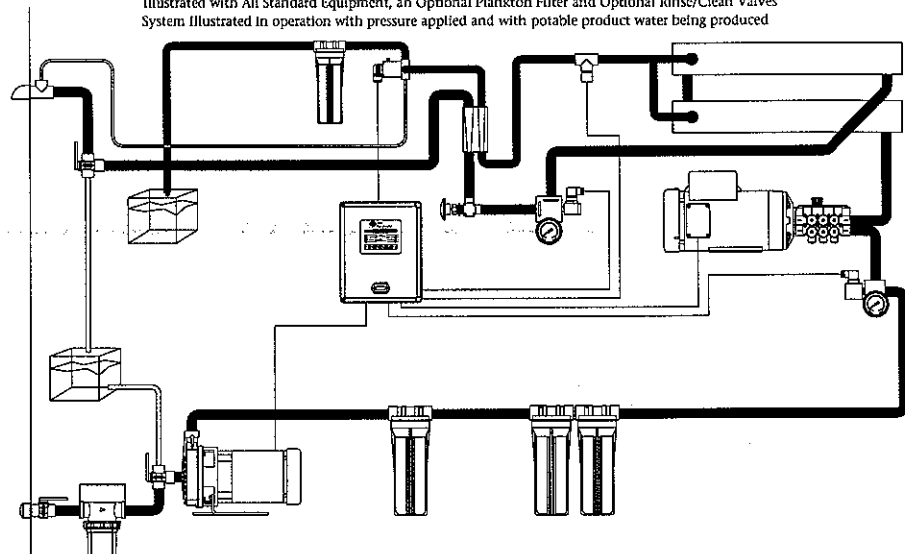 Illustrated with All Standard Equipment, an Optional Plankton Filter and Optional Rinse/Clean Valves
System Illustrated in operation with pressure applied and with potable product water being produced